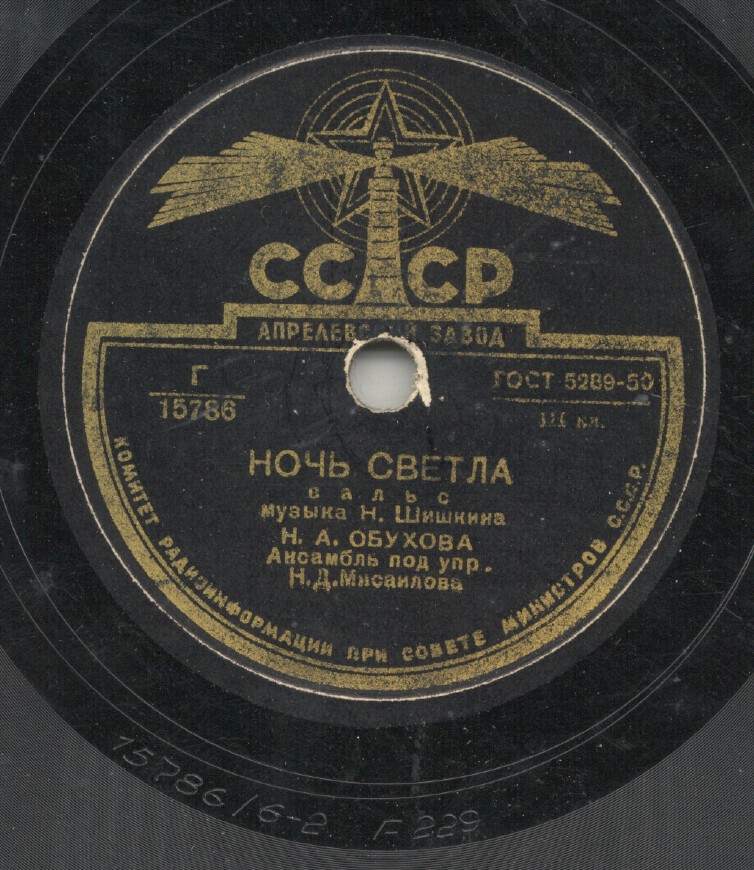 СССР
АПРЕЛЕВСКИЙ ЗАВОД
Г
15786
ГОСТ 5289-50
НОЧЬ СВЕТЛА
вальс
музыка Н. Шишкина
Н. А. ОБУХОВА
Ансамбль под упр.
Н.Д.Мисаилова
КОМИТЕТ РАДИОИНФОРМАЦИИ ПРИ СОВЕТЕ МИНИСТРОВ С.С.С.Р.
15786/6-2 F 229